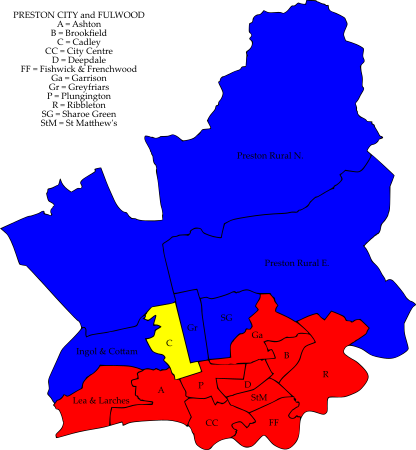 PRESTON CITY and FULWOOD
A = Ashton
B = Brookfield
C = Cadley
CC = City Centre
D = Deepdale
FF = Fishwick & Frenchwood
Ga = Garrison
Gr = Greyfriars
P = Plungington
R = Ribbleton
SG = Sharoe Green
StM = St Matthew's
Preston Rural N.
Preston Rural E.
SG
Gr
Ga
C
B
Ingol & Cottam
R
P
D
A
StM
Lea & Larches
CC
FF